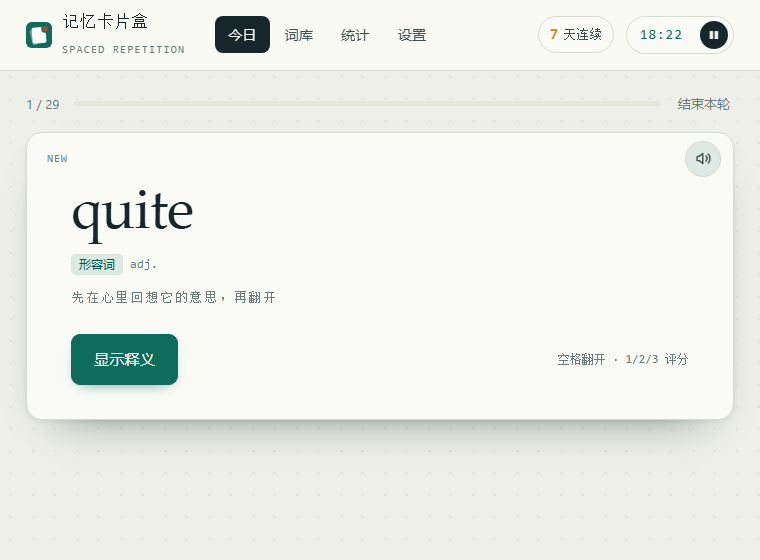 记忆卡片盒
SPACED REPETITION
今日 词库 统计 设置
7 天连续
18:22
1 / 29
结束本轮
NEW
quite
形容词 adj.
先在心里回想它的意思，再翻开
显示释义
空格翻开 · 1/2/3 评分